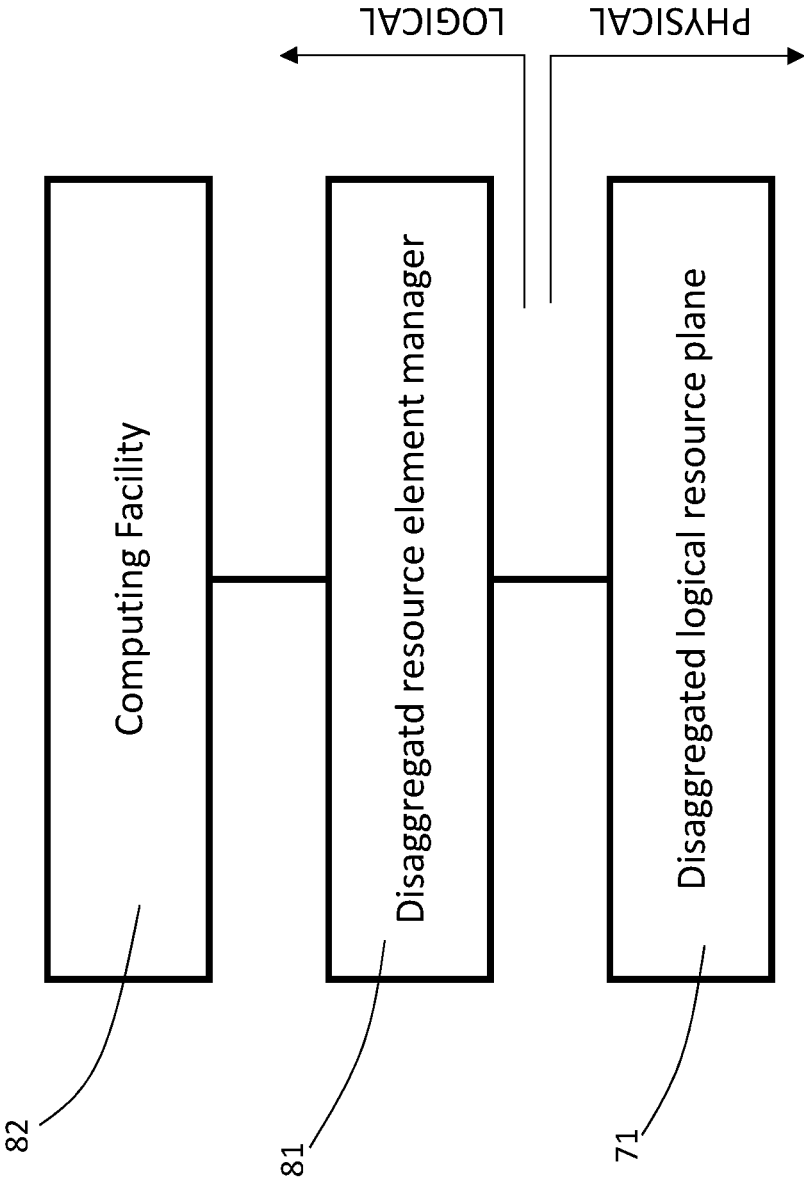 82
Computing Facility
81
Disaggregatd resource element manager
71
Disaggregated logical resource plane
LOGICAL
PHYSICAL